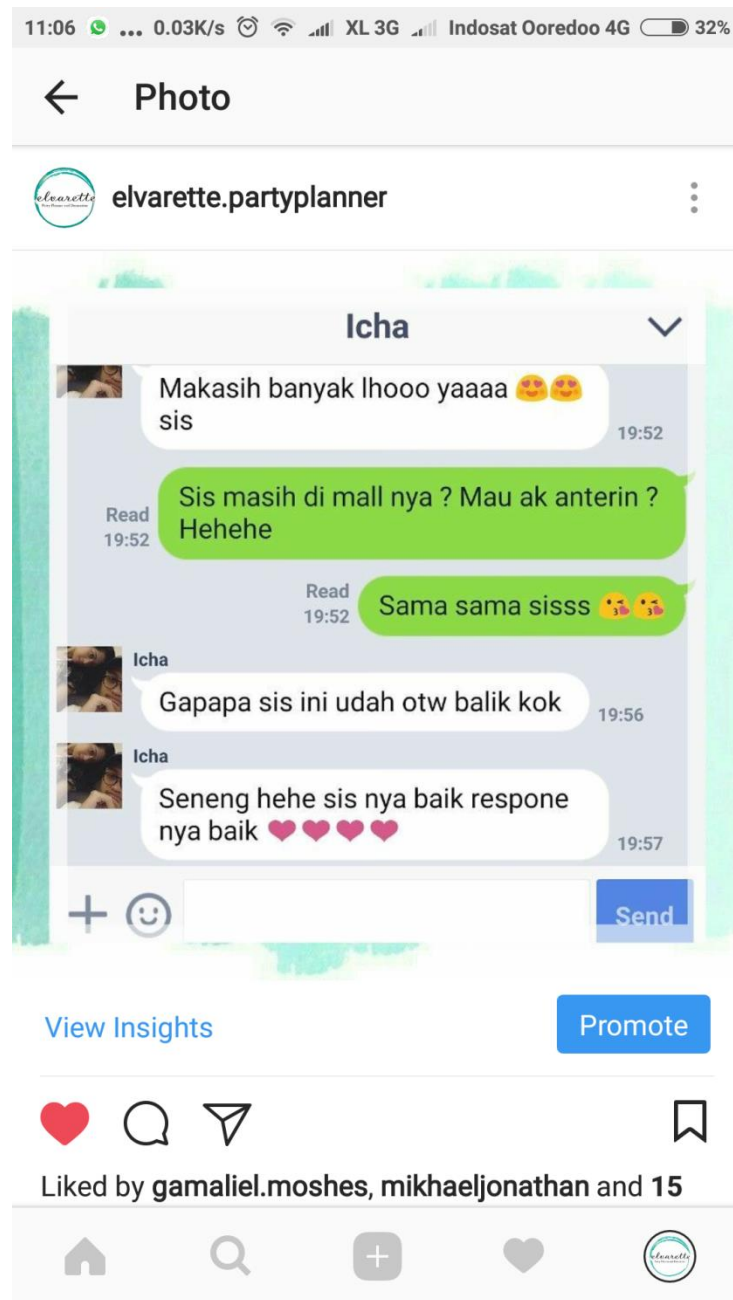 11:06 ... 0.03K/s XL 3G Indosat Ooredoo 4G 32%
Photo
elvarette
elvarette.partyplanner
Icha
Makasih banyak lhooo yaaaa 😍😍
sis
19:52
Sis masih di mall nya ? Mau ak anterin ?
Hehehe
Read
19:52
Sama sama sisss 😘😘
Read
19:52
Icha
Gapapa sis ini udah otw balik kok
19:56
Icha
Seneng hehe sis nya baik respone
nya baik ❤❤❤❤
19:57
Send
View Insights
Promote
Liked by gamaliel.moshes, mikhaeljonathan and 15
elvarette